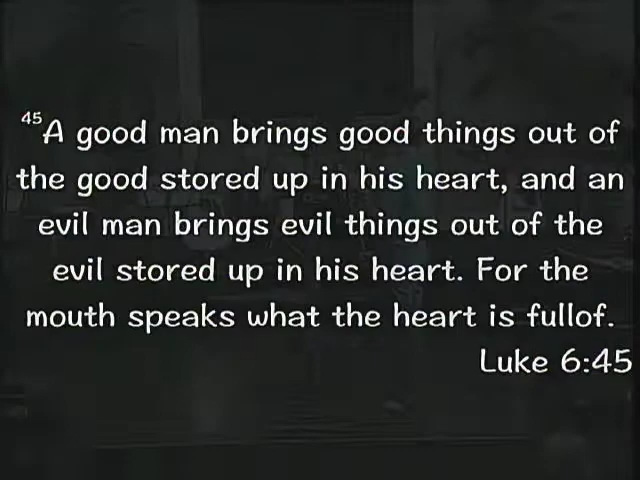 45A good man brings good things out of
the good stored up in his heart, and an
evil man brings evil things out of the
evil stored up in his heart. For the
mouth speaks what the heart is fullof.
Luke 6:45